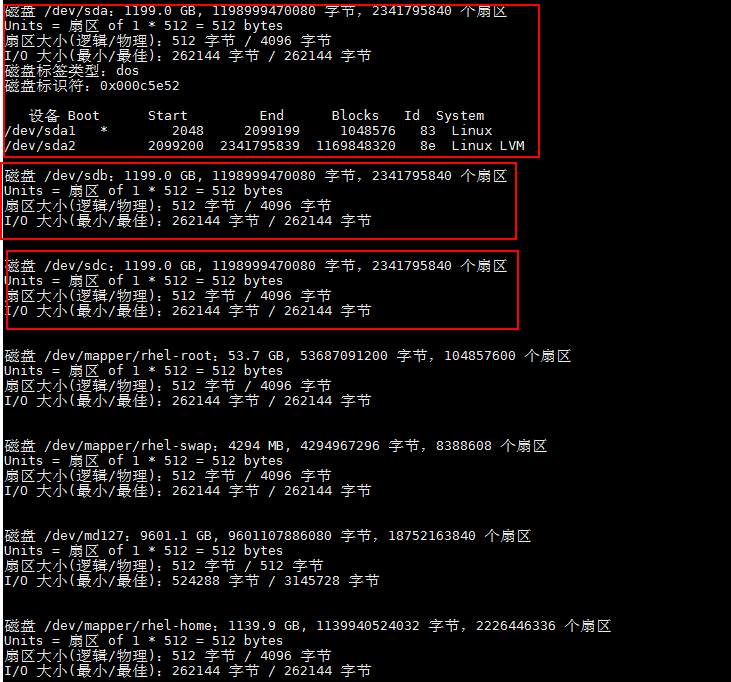 磁盘 /dev/sda：1199.0 GB, 1198999470080 字节，2341795840 个扇区
Units = 扇区 of 1 * 512 = 512 bytes
扇区大小(逻辑/物理)：512 字节 / 4096 字节
I/O 大小(最小/最佳)：262144 字节 / 262144 字节
磁盘标签类型：dos
磁盘标识符：0x000c5e52
设备 Boot Start End Blocks Id System
/dev/sda1 * 2048 2099199 1048576 83 Linux
/dev/sda2 2099200 2341795839 1169848320 8e Linux LVM
磁盘 /dev/sdb：1199.0 GB, 1198999470080 字节，2341795840 个扇区
Units = 扇区 of 1 * 512 = 512 bytes
扇区大小(逻辑/物理)：512 字节 / 4096 字节
I/O 大小(最小/最佳)：262144 字节 / 262144 字节
磁盘 /dev/sdc：1199.0 GB, 1198999470080 字节，2341795840 个扇区
Units = 扇区 of 1 * 512 = 512 bytes
扇区大小(逻辑/物理)：512 字节 / 4096 字节
I/O 大小(最小/最佳)：262144 字节 / 262144 字节
磁盘 /dev/mapper/rhel-root：53.7 GB, 53687091200 字节，104857600 个扇区
Units = 扇区 of 1 * 512 = 512 bytes
扇区大小(逻辑/物理)：512 字节 / 4096 字节
I/O 大小(最小/最佳)：262144 字节 / 262144 字节
磁盘 /dev/mapper/rhel-swap：4294 MB, 4294967296 字节，8388608 个扇区
Units = 扇区 of 1 * 512 = 512 bytes
扇区大小(逻辑/物理)：512 字节 / 4096 字节
I/O 大小(最小/最佳)：262144 字节 / 262144 字节
磁盘 /dev/md127：9601.1 GB, 9601107886080 字节，18752163840 个扇区
Units = 扇区 of 1 * 512 = 512 bytes
扇区大小(逻辑/物理)：512 字节 / 512 字节
I/O 大小(最小/最佳)：524288 字节 / 3145728 字节
磁盘 /dev/mapper/rhel-home：1139.9 GB, 1139940524032 字节，2226446336 个扇区
Units = 扇区 of 1 * 512 = 512 bytes
扇区大小(逻辑/物理)：512 字节 / 4096 字节
I/O 大小(最小/最佳)：262144 字节 / 262144 字节